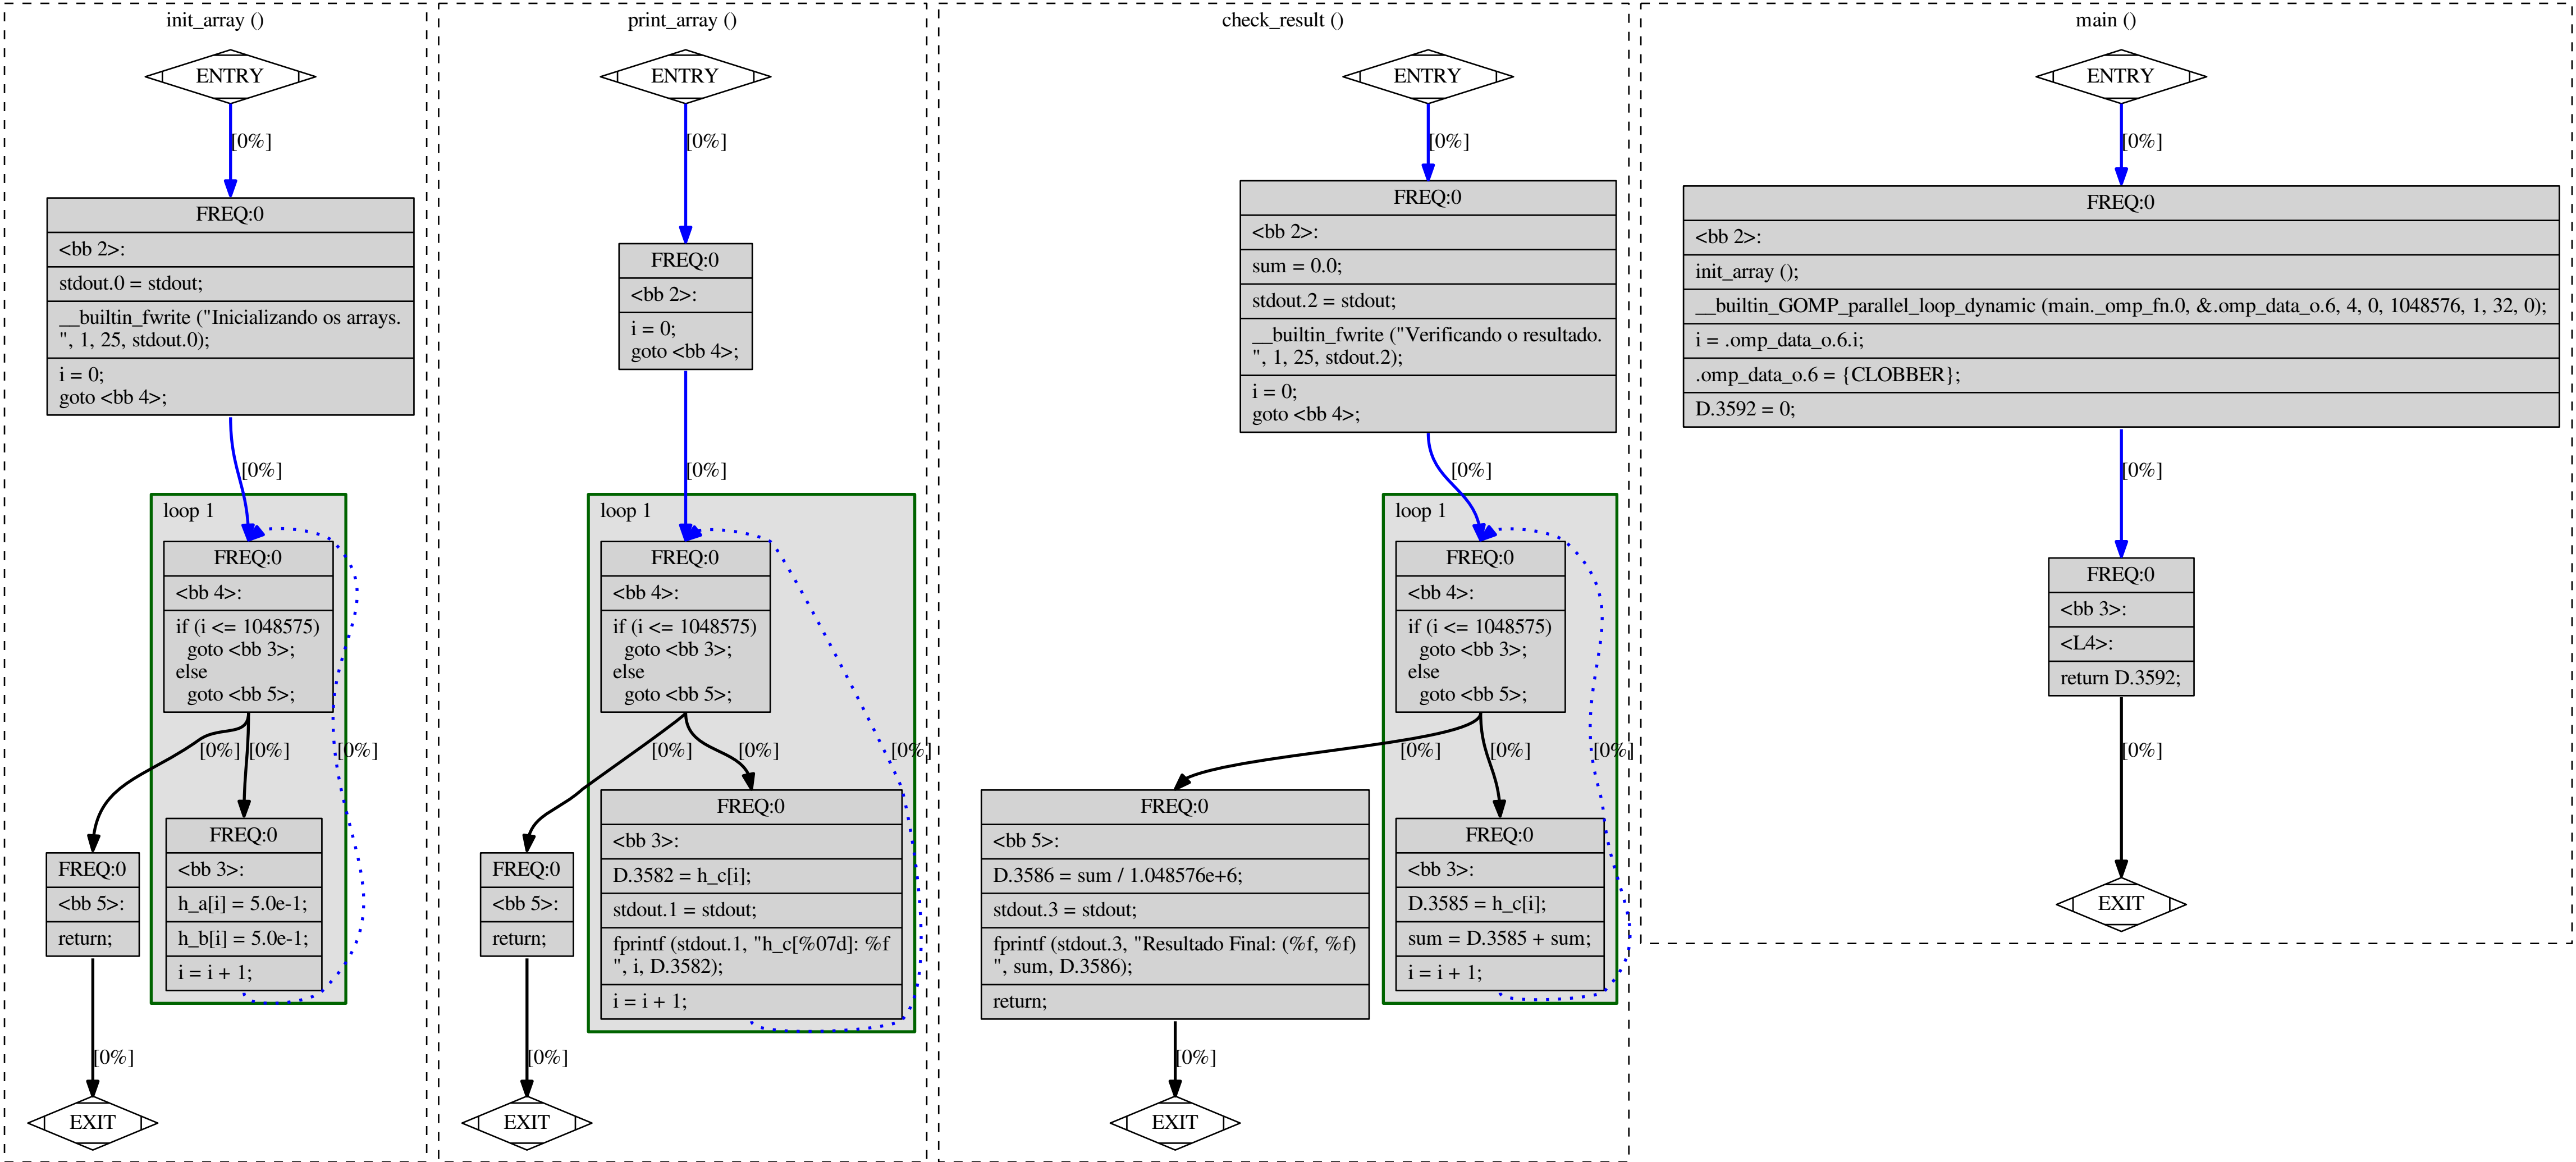 init_array ()
ENTRY
[0%]
FREQ:0
<bb 2>:
stdout.0 = stdout;
__builtin_fwrite ("Inicializando os arrays.
", 1, 25, stdout.0);
i = 0;
goto <bb 4>;
[0%]
loop 1
FREQ:0
<bb 4>:
if (i <= 1048575)
goto <bb 3>;
else
goto <bb 5>;
[0%]
[0%]
[0%]
FREQ:0
<bb 5>:
return;
FREQ:0
<bb 3>:
h_a[i] = 5.0e-1;
h_b[i] = 5.0e-1;
i = i + 1;
[0%]
EXIT
print_array ()
ENTRY
[0%]
FREQ:0
<bb 2>:
i = 0;
goto <bb 4>;
[0%]
loop 1
FREQ:0
<bb 4>:
if (i <= 1048575)
goto <bb 3>;
else
goto <bb 5>;
[0%]
[0%]
[0%]
FREQ:0
<bb 5>:
return;
FREQ:0
<bb 3>:
D.3582 = h_c[i];
stdout.1 = stdout;
fprintf (stdout.1, "h_c[%07d]: %f
", i, D.3582);
i = i + 1;
[0%]
EXIT
check_result ()
ENTRY
[0%]
FREQ:0
<bb 2>:
sum = 0.0;
stdout.2 = stdout;
__builtin_fwrite ("Verificando o resultado.
", 1, 25, stdout.2);
i = 0;
goto <bb 4>;
[0%]
loop 1
FREQ:0
<bb 4>:
if (i <= 1048575)
goto <bb 3>;
else
goto <bb 5>;
[0%]
[0%]
[0%]
FREQ:0
<bb 5>:
D.3586 = sum / 1.048576e+6;
stdout.3 = stdout;
fprintf (stdout.3, "Resultado Final: (%f, %f)
", sum, D.3586);
return;
FREQ:0
<bb 3>:
D.3585 = h_c[i];
sum = D.3585 + sum;
i = i + 1;
[0%]
EXIT
main ()
ENTRY
[0%]
FREQ:0
<bb 2>:
init_array ();
__builtin_GOMP_parallel_loop_dynamic (main._omp_fn.0, &.omp_data_o.6, 4, 0, 1048576, 1, 32, 0);
i = .omp_data_o.6.i;
.omp_data_o.6 = {CLOBBER};
D.3592 = 0;
[0%]
FREQ:0
<bb 3>:
<L4>:
return D.3592;
[0%]
EXIT